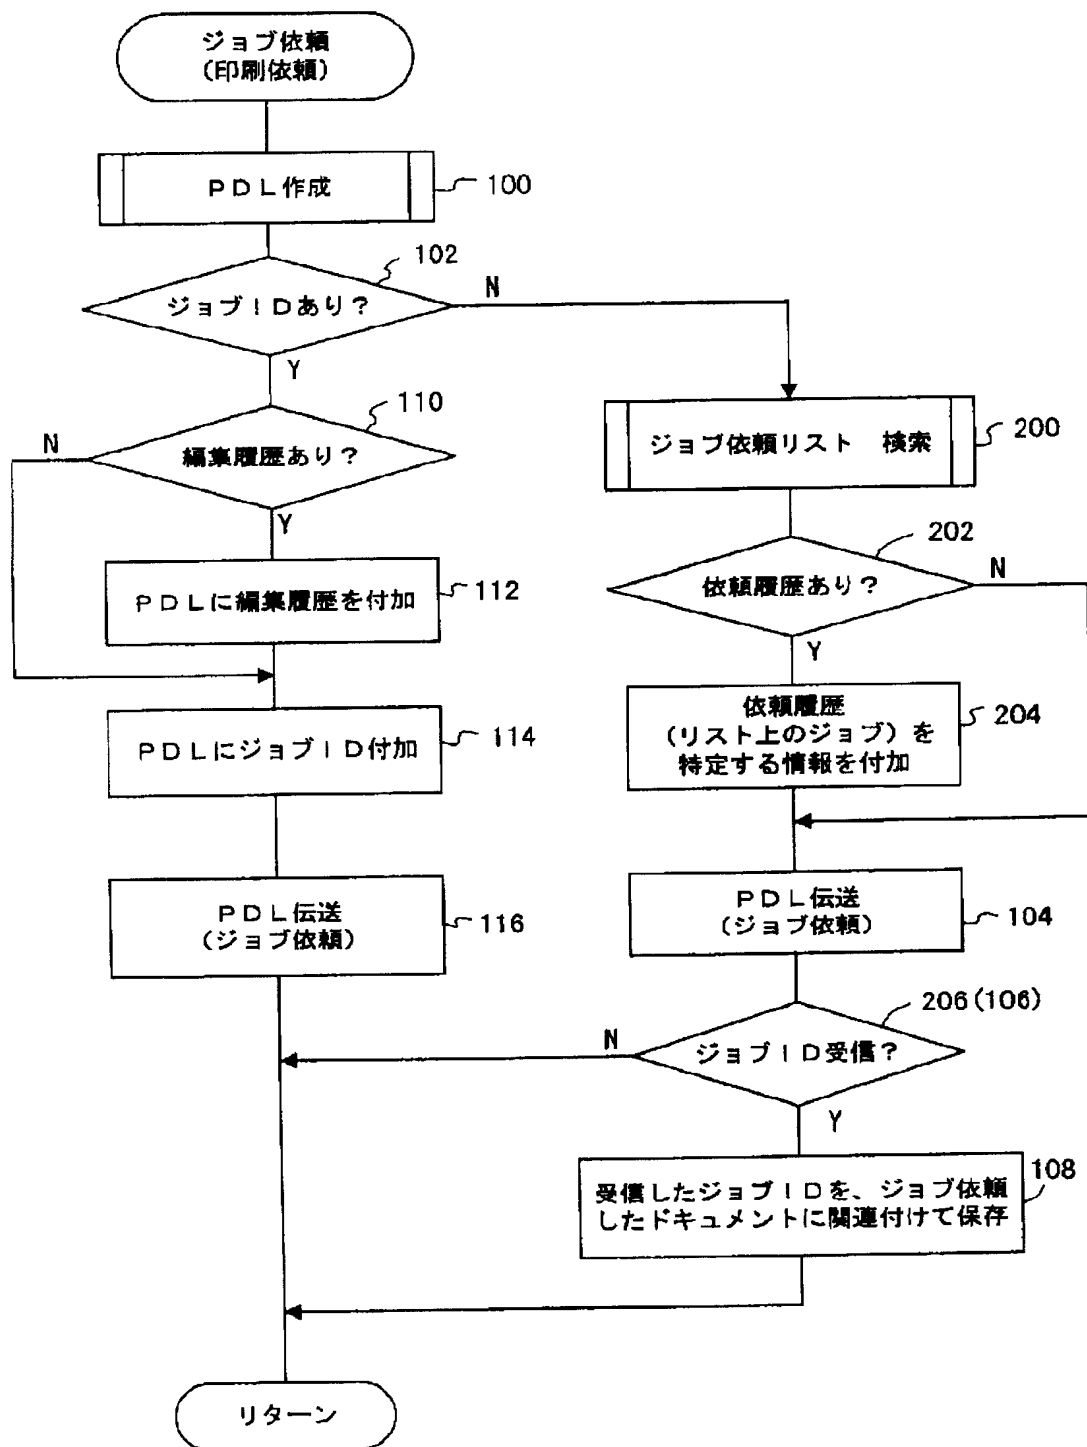 ジョブ依頼
(印刷依頼)
PDL作成
100
102
ジョブIDあり?
N
Y
110
編集履歴あり?
N
Y
PDLに編集履歴を付加
112
PDLにジョブID付加
114
PDL伝送
(ジョブ依頼)
116
ジョブ依頼リスト 検索
200
202
依頼履歴あり?
N
Y
依頼履歴
(リスト上のジョブ)を
特定する情報を付加
204
PDL伝送
(ジョブ依頼)
104
206(106)
ジョブID受信?
N
Y
受信したジョブIDを、ジョブ依頼
したドキュメントに関連付けて保存
108
リターン